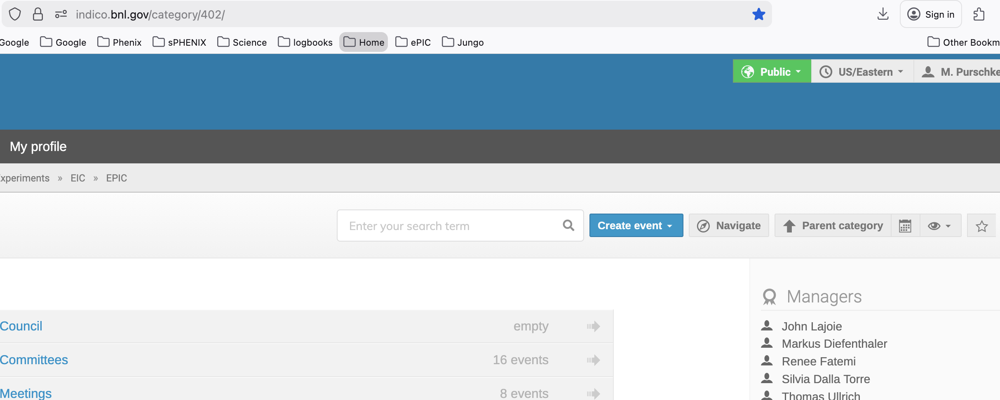 indico.bnl.gov/category/402/
Sign in
Google Google Phenix sPHENIX Science logbooks Home ePIC Jungo Other Bookm
Public US/Eastern M. Purschke
My profile
xperiments » EIC » EPIC
Enter your search term Create event Navigate Parent category
Managers
Council empty
John Lajoie
Markus Diefenthaler
Committees 16 events
Renee Fatemi
Silvia Dalla Torre
Meetings 8 events
Thomas Ullrich